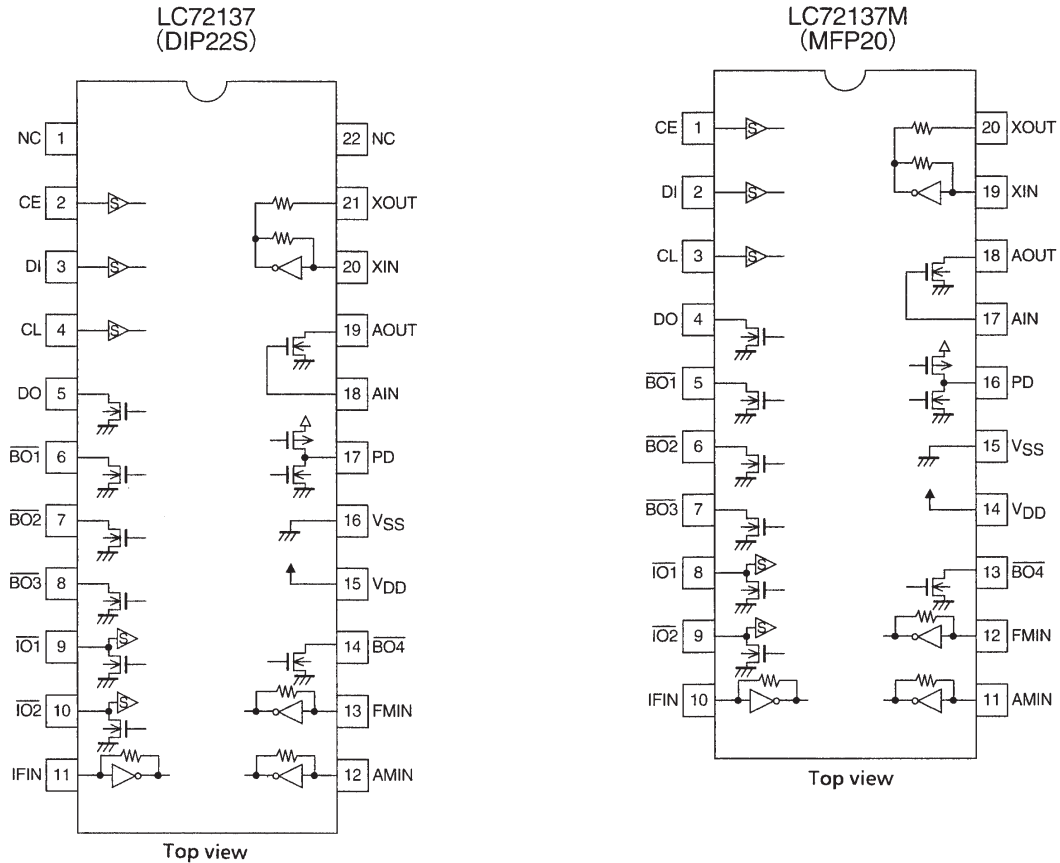 LC72137
(DIP22S)
NC 1
22 NC
CE 2 S
21 XOUT
DI 3 S
20 XIN
CL 4 S
19 AOUT
DO 5
18 AIN
BO1 6
17 PD
BO2 7
16 VSS
BO3 8
15 VDD
IO1 9 S
14 BO4
IO2 10 S
13 FMIN
IFIN 11
12 AMIN
Top view
LC72137M
(MFP20)
CE 1 S
20 XOUT
DI 2 S
19 XIN
CL 3 S
18 AOUT
DO 4
17 AIN
BO1 5
16 PD
BO2 6
15 VSS
BO3 7
14 VDD
IO1 8 S
13 BO4
IO2 9 S
12 FMIN
IFIN 10
11 AMIN
Top view